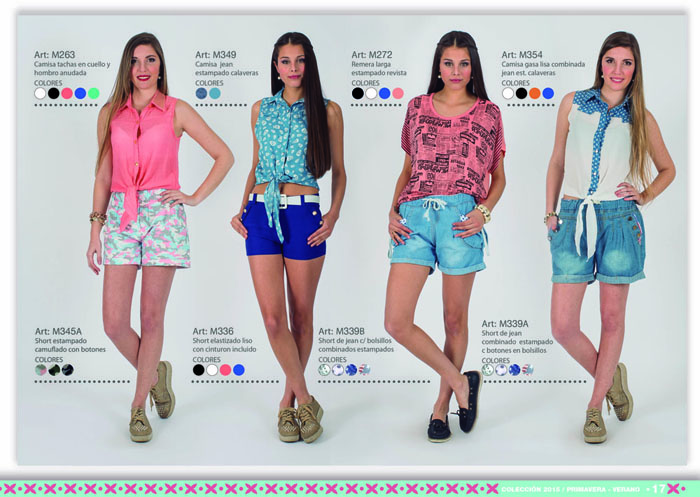 Art: M263
Camisa tachas en cuello y
hombro anudada
COLORES
Art: M349
Camisa jean
estampado calaveras
COLORES
Art: M272
Remera larga
estampado revista
COLORES
Art: M354
Camisa gasa lisa combinada
jean est. calaveras
COLORES
Art: M345A
Short estampado
camuflado con botones
COLORES
Art: M336
Short elastizado liso
con cinturon incluido
COLORES
Art: M339B
Short de jean c/ bolsillos
combinados estampados
COLORES
Art: M339A
Short de jean
combinado estampado
c botones en bolsillos
COLORES
COLECCIÓN 2015 / PRIMAVERA - VERANO • 17